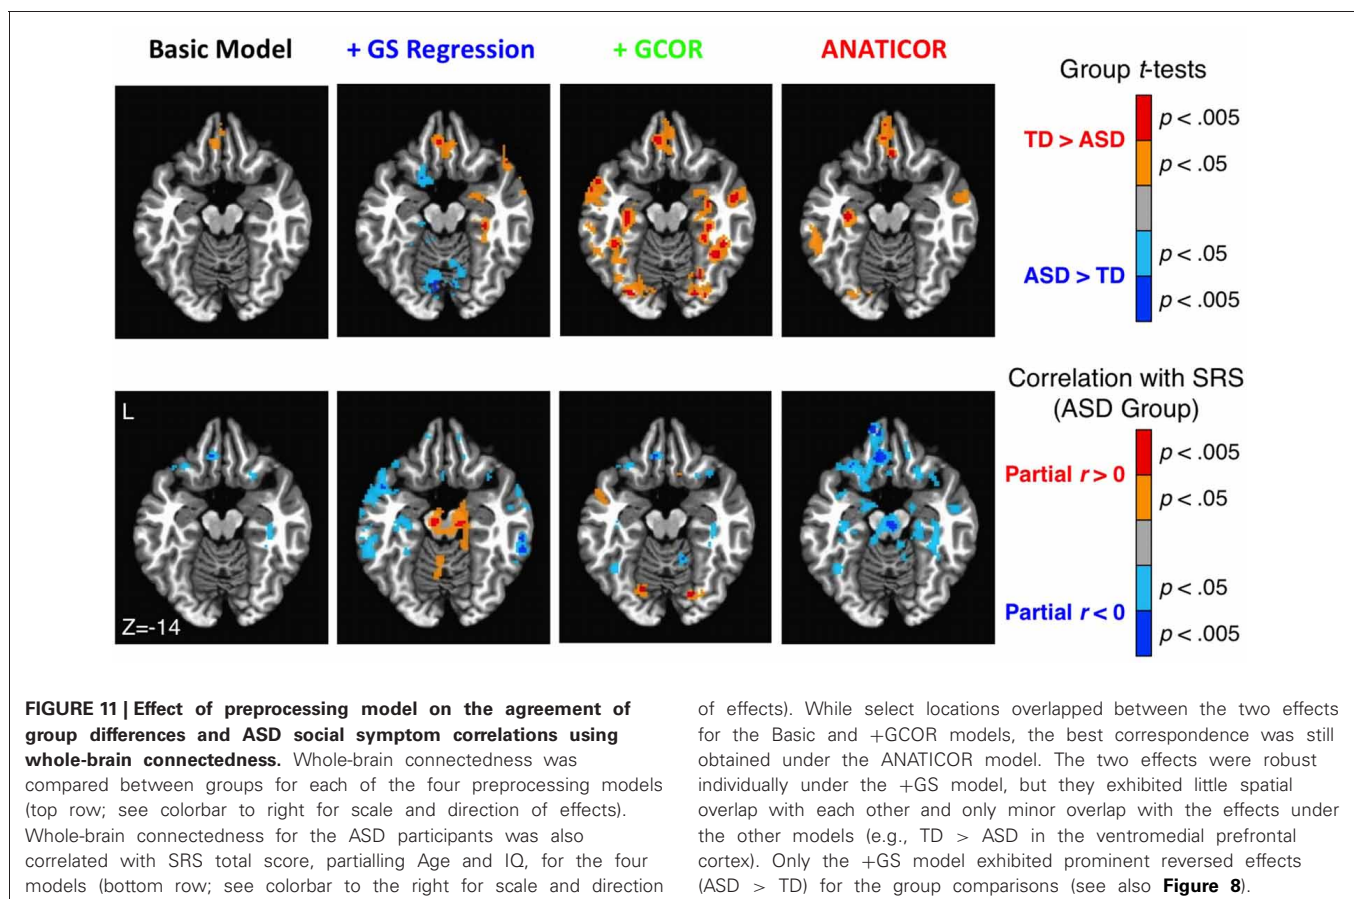 Basic Model
+ GS Regression
+ GCOR
ANATICOR
Group t-tests
TD > ASD
ASD > TD
p < .005
p < .05
p < .05
p < .005
L
Z=-14
Correlation with SRS
(ASD Group)
Partial r > 0
Partial r < 0
p < .005
p < .05
p < .05
p < .005
FIGURE 11 | Effect of preprocessing model on the agreement of
group differences and ASD social symptom correlations using
whole-brain connectedness. Whole-brain connectedness was
compared between groups for each of the four preprocessing models
(top row; see colorbar to right for scale and direction of effects).
Whole-brain connectedness for the ASD participants was also
correlated with SRS total score, partialling Age and IQ, for the four
models (bottom row; see colorbar to the right for scale and direction
of effects). While select locations overlapped between the two effects
for the Basic and +GCOR models, the best correspondence was still
obtained under the ANATICOR model. The two effects were robust
individually under the +GS model, but they exhibited little spatial
overlap with each other and only minor overlap with the effects under
the other models (e.g., TD > ASD in the ventromedial prefrontal
cortex). Only the +GS model exhibited prominent reversed effects
(ASD > TD) for the group comparisons (see also Figure 8).